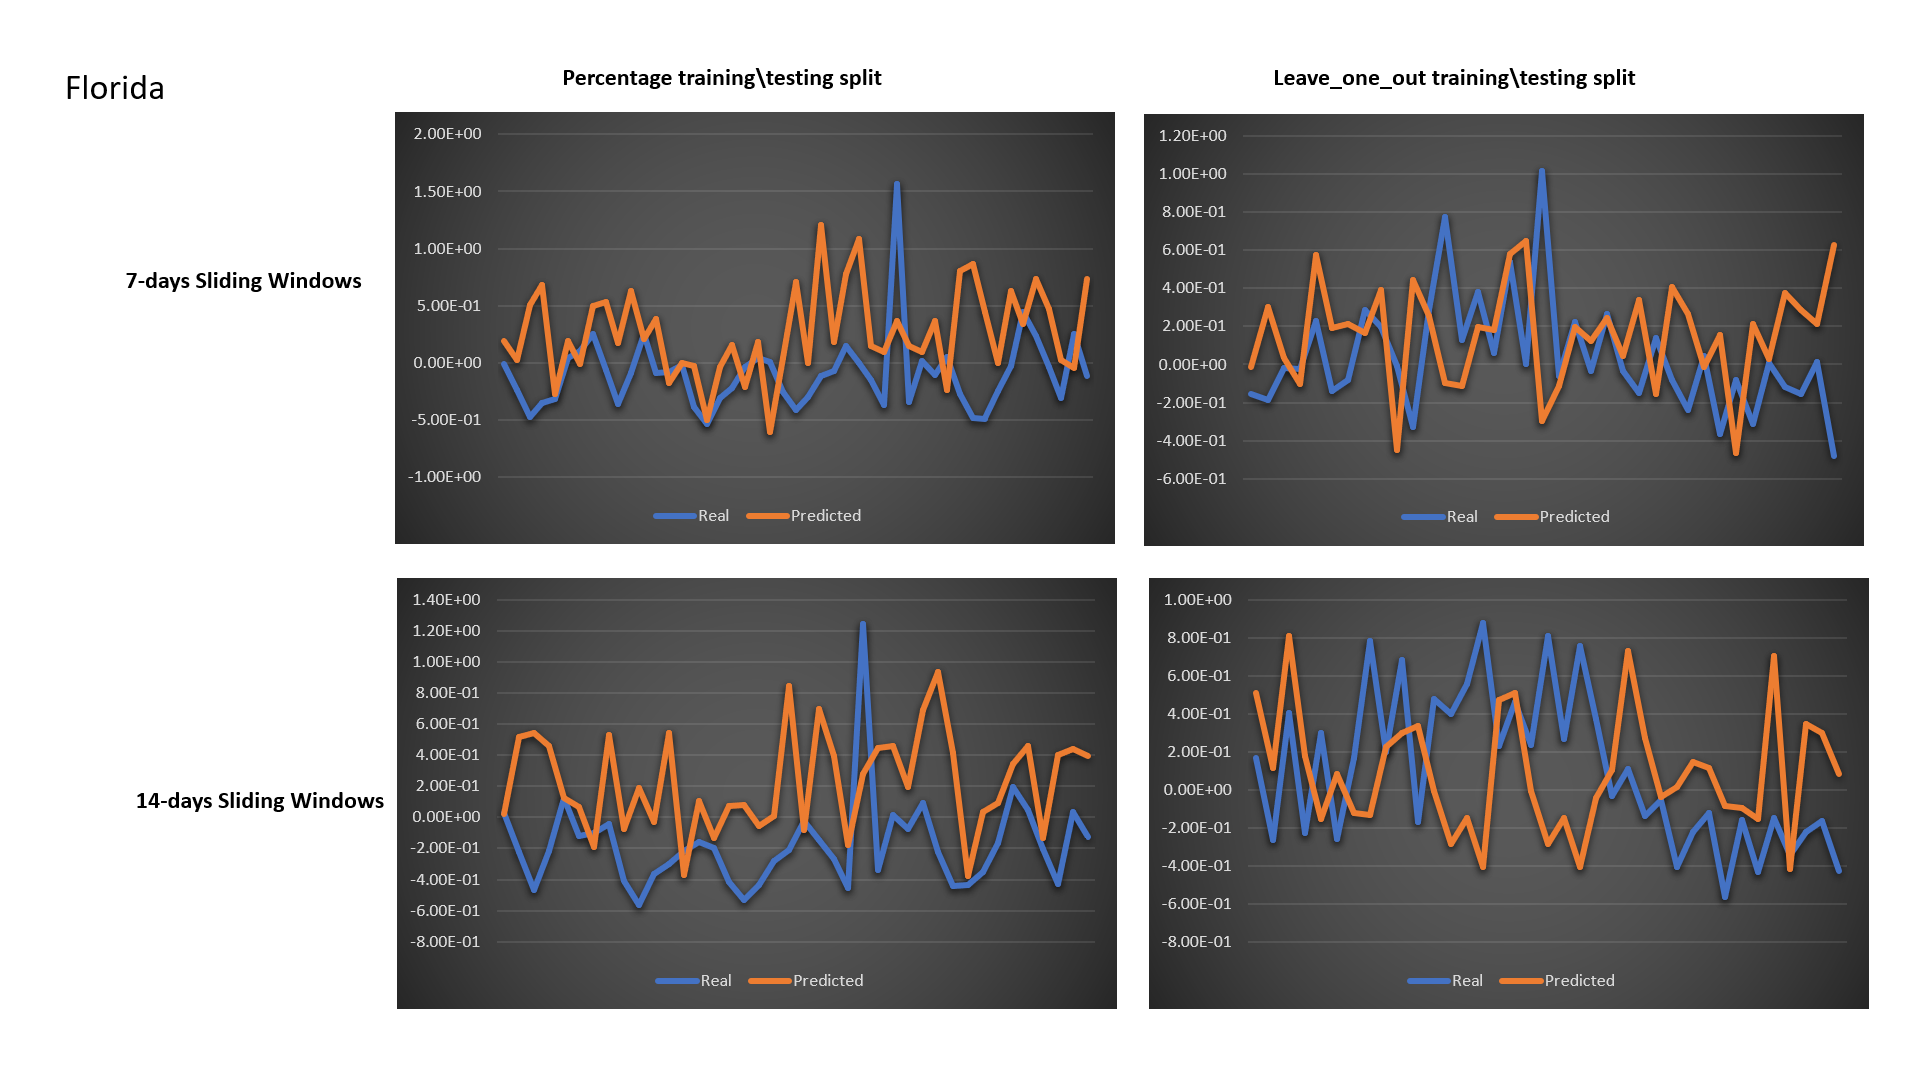 Florida
Percentage training\testing split
Leave_one_out training\testing split
7-days Sliding Windows
2.00E+00
1.50E+00
1.00E+00
5.00E-01
0.00E+00
-5.00E-01
-1.00E+00
Real
Predicted
1.20E+00
1.00E+00
8.00E-01
6.00E-01
4.00E-01
2.00E-01
0.00E+00
-2.00E-01
-4.00E-01
-6.00E-01
Real
Predicted
14-days Sliding Windows
1.40E+00
1.20E+00
1.00E+00
8.00E-01
6.00E-01
4.00E-01
2.00E-01
0.00E+00
-2.00E-01
-4.00E-01
-6.00E-01
-8.00E-01
Real
Predicted
1.00E+00
8.00E-01
6.00E-01
4.00E-01
2.00E-01
0.00E+00
-2.00E-01
-4.00E-01
-6.00E-01
-8.00E-01
Real
Predicted